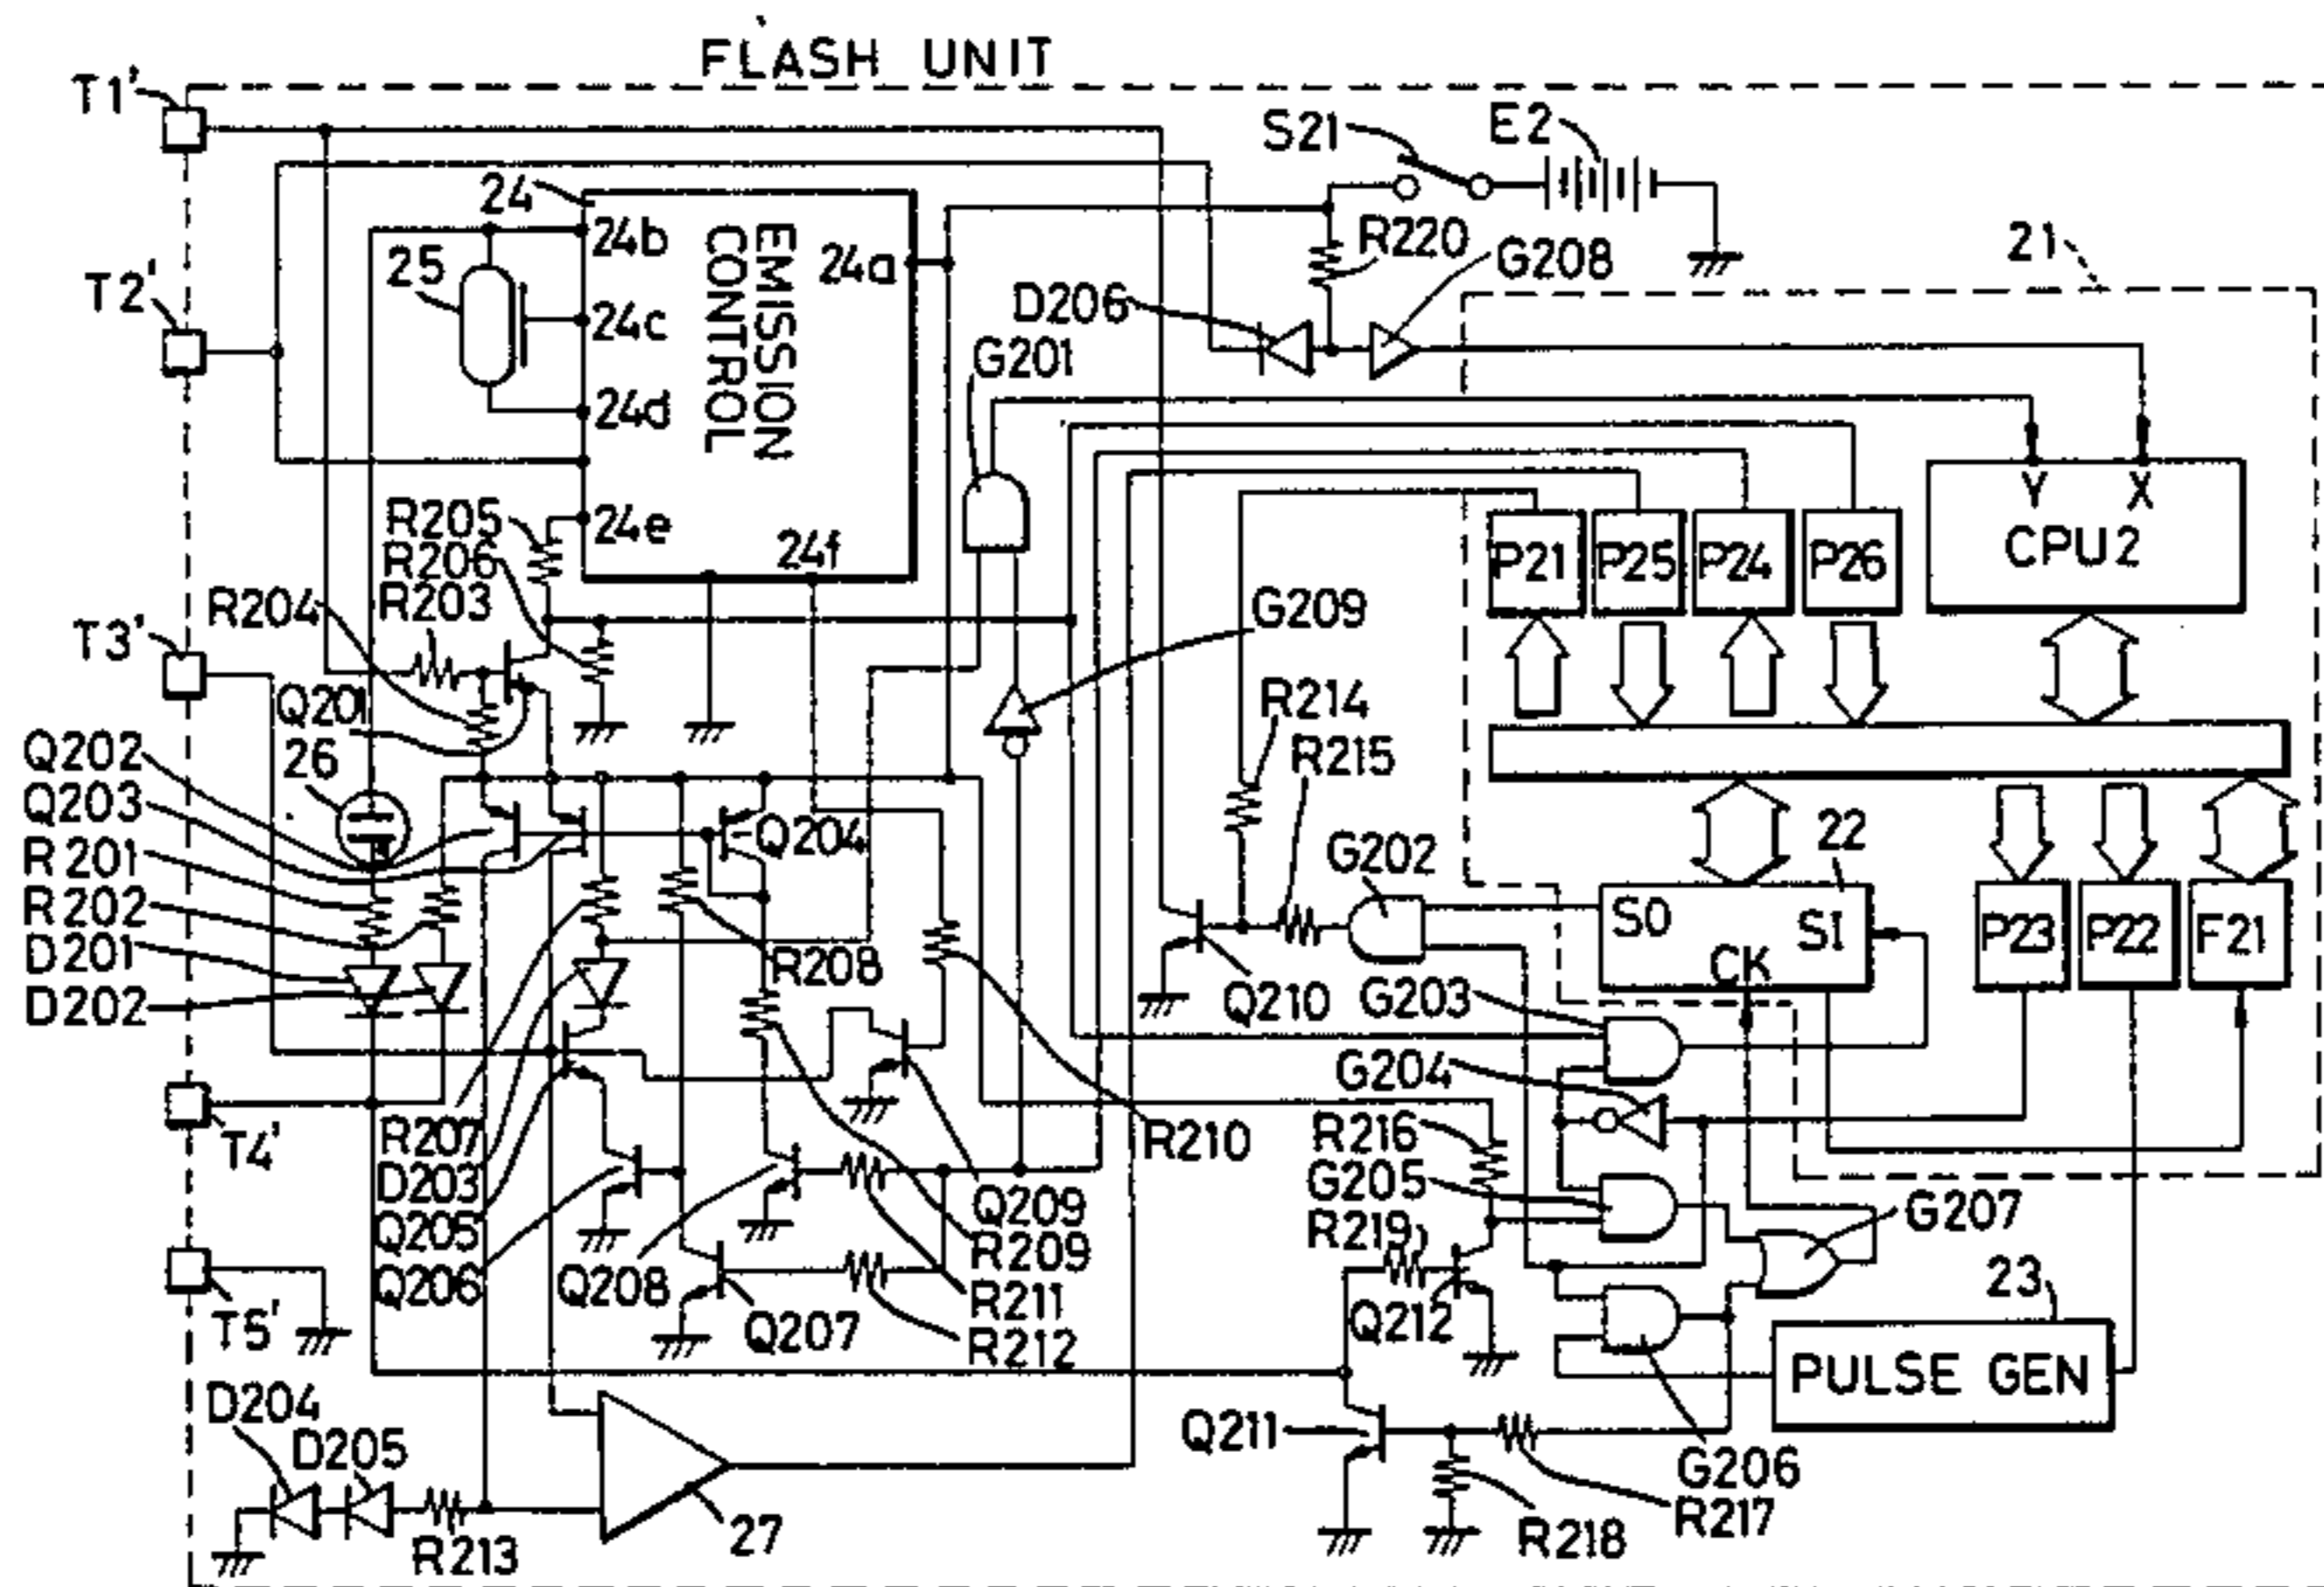 FLASH UNIT
T1'
S21
E2
24
24b
24a
R220
G208
21
25
EMISSION
CONTROL
T2'
24c
D206
G201
24d
Y
X
R205
24e
24f
P21
P25
P24
P26
CPU2
R206
R203
G209
R204
T3'
R214
Q201
Q202
26
R215
Q203
Q204
G202
22
R201
R202
S0
SI
P23
P22
F21
D201
R208
CK
D202
Q210
G203
G204
T4'
R207
R210
R216
D203
G205
Q205
Q209
R219
G207
Q206
Q208
R209
T5'
Q207
R211
Q212
23
R212
PULSE GEN
D204
D205
Q211
G206
R217
R213
27
R218